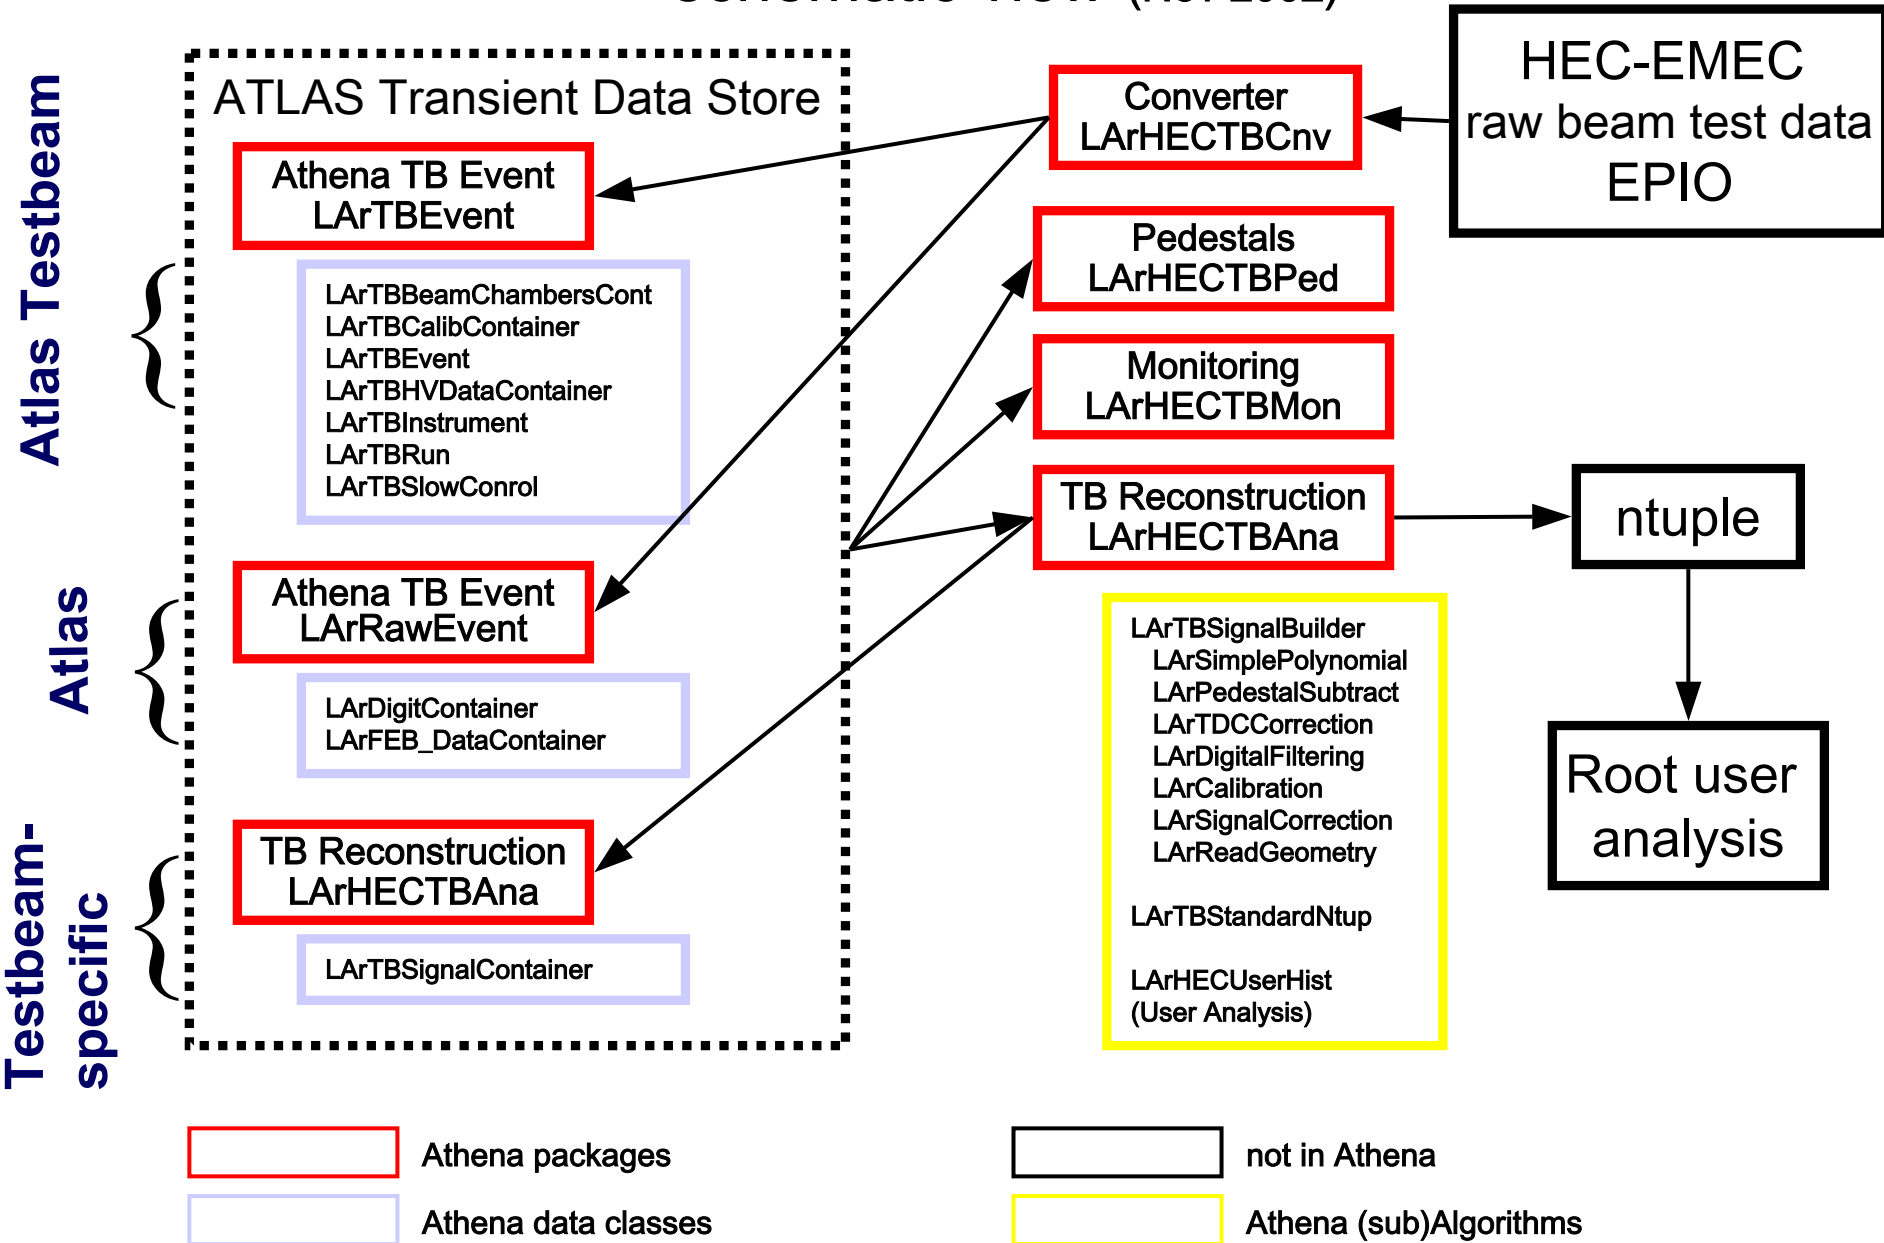 ATLAS Transient Data Store
Athena TB Event
LArTBEvent
LArTBBeamChambersCont
LArTBCalibContainer
LArTBEvent
LArTBHVDataContainer
LArTBInstrument
LArTBRun
LArTBSlowConrol
Athena TB Event
LArRawEvent
LArDigitContainer
LArFEB_DataContainer
TB Reconstruction
LArHECTBAna
LArTBSignalContainer
Atlas Testbeam
Atlas
Testbeam-
specific
Converter
LArHECTBCnv
HEC-EMEC
raw beam test data
EPIO
Pedestals
LArHECTBPed
Monitoring
LArHECTBMon
TB Reconstruction
LArHECTBAna
ntuple
Root user
analysis
LArTBSignalBuilder
LArSimplePolynomial
LArPedestalSubtract
LArTDCCorrection
LArDigitalFiltering
LArCalibration
LArSignalCorrection
LArReadGeometry
LArTBStandardNtup
LArHECUserHist
(User Analysis)
Athena packages
Athena data classes
not in Athena
Athena (sub)Algorithms